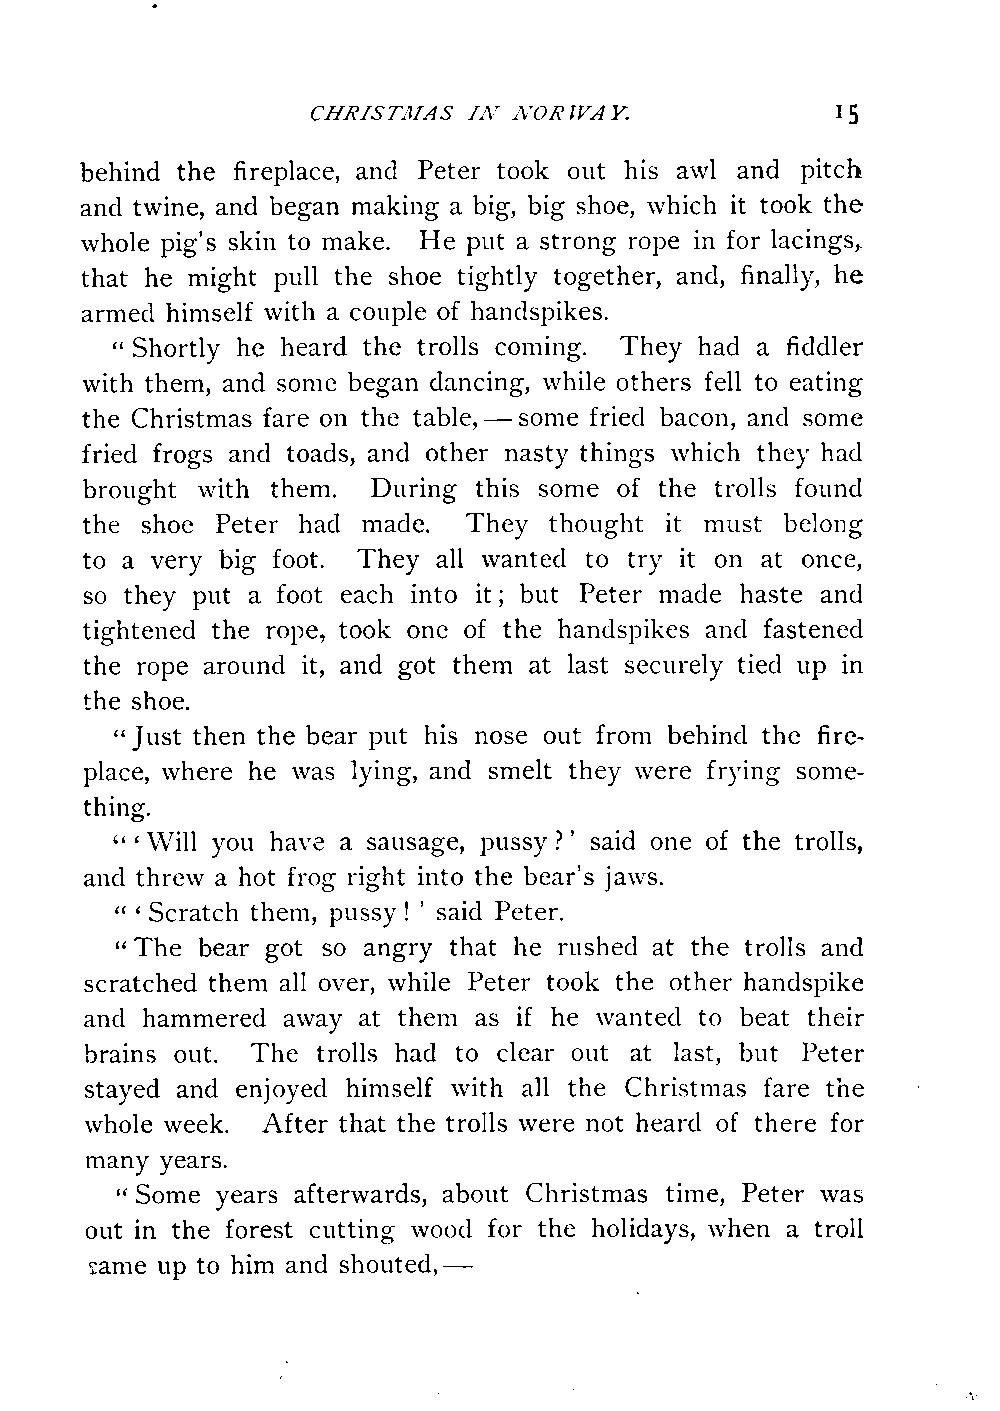 CHRISTMAS IN NORWAY. 15
behind the fireplace, and Peter took out his awl and pitch
and twine, and began making a big, big shoe, which it took the
whole pig's skin to make. He put a strong rope in for lacings,
that he might pull the shoe tightly together, and, finally, he
armed himself with a couple of handspikes.
“Shortly he heard the trolls coming. They had a fiddler
with them, and some began dancing, while others fell to eating
the Christmas fare on the table, — some fried bacon, and some
fried frogs and toads, and other nasty things which they had
brought with them. During this some of the trolls found
the shoe Peter had made. They thought it must belong
to a very big foot. They all wanted to try it on at once,
so they put a foot each into it; but Peter made haste and
tightened the rope, took one of the handspikes and fastened
the rope around it, and got them at last securely tied up in
the shoe.
“Just then the bear put his nose out from behind the fire-
place, where he was lying, and smelt they were frying some-
thing.
“‘Will you have a sausage, pussy?’ said one of the trolls,
and threw a hot frog right into the bear's jaws.
“‘Scratch them, pussy!’ said Peter.
“The bear got so angry that he rushed at the trolls and
scratched them all over, while Peter took the other handspike
and hammered away at them as if he wanted to beat their
brains out. The trolls had to clear out at last, but Peter
stayed and enjoyed himself with all the Christmas fare the
whole week. After that the trolls were not heard of there for
many years.
“Some years afterwards, about Christmas time, Peter was
out in the forest cutting wood for the holidays, when a troll
came up to him and shouted, —